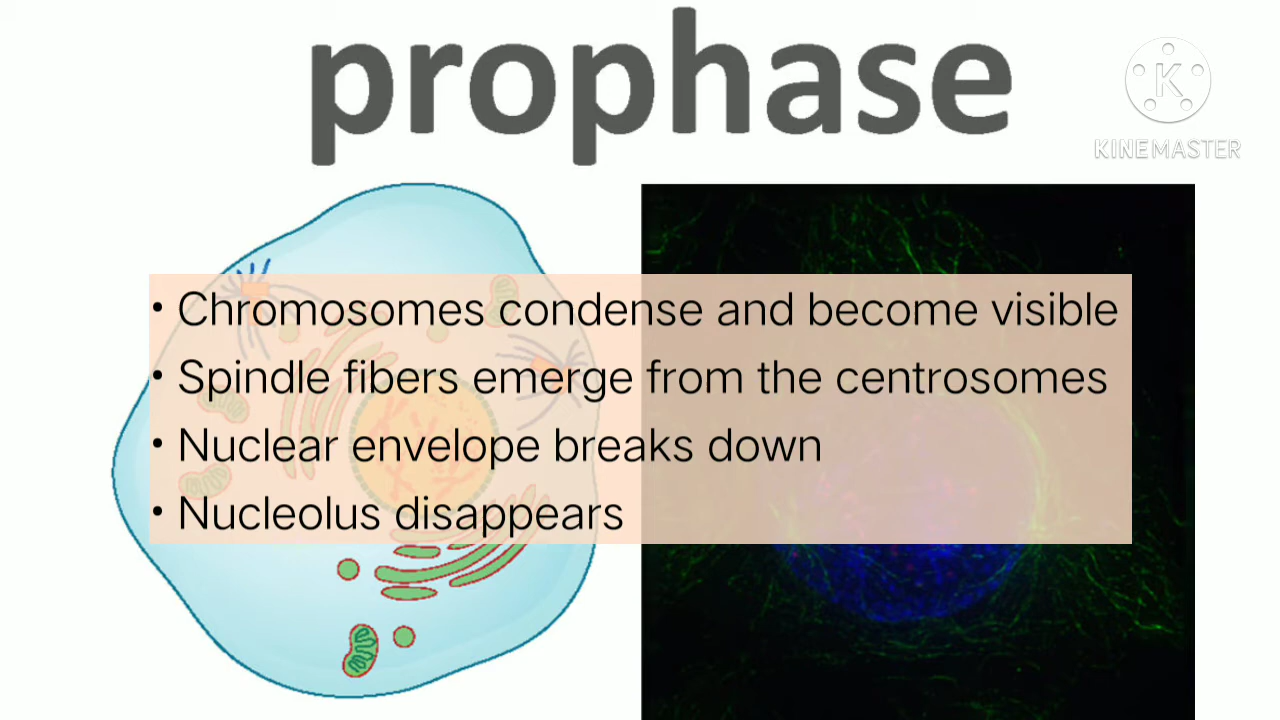 prophase
K
KINEMASTER
• Chromosomes condense and become visible
• Spindle fibers emerge from the centrosomes
• Nuclear envelope breaks down
• Nucleolus disappears